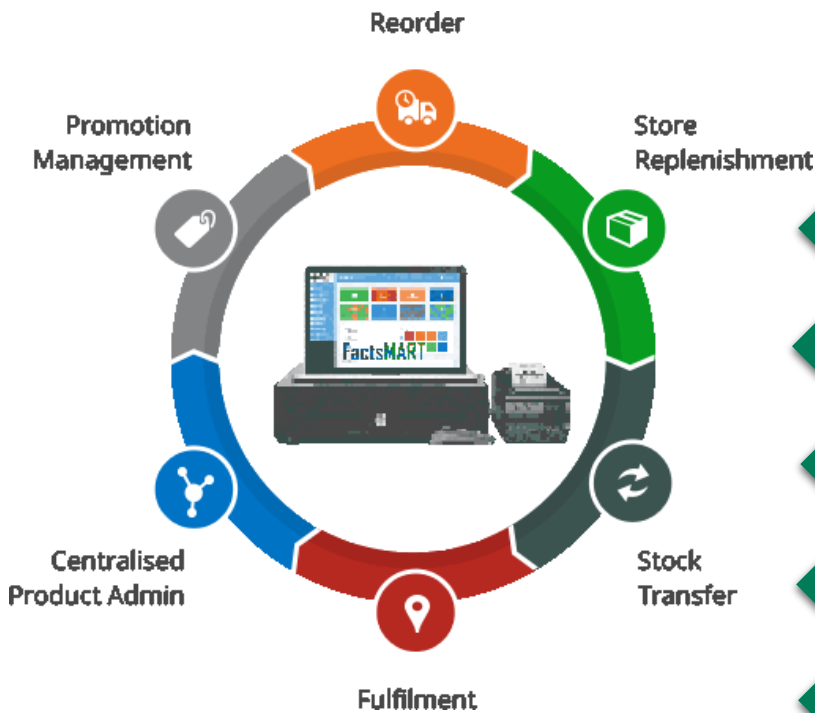 Reorder
Promotion
Management
Store
Replenishment
FactsMART
Centralised
Product Admin
Stock
Transfer
Fulfilment